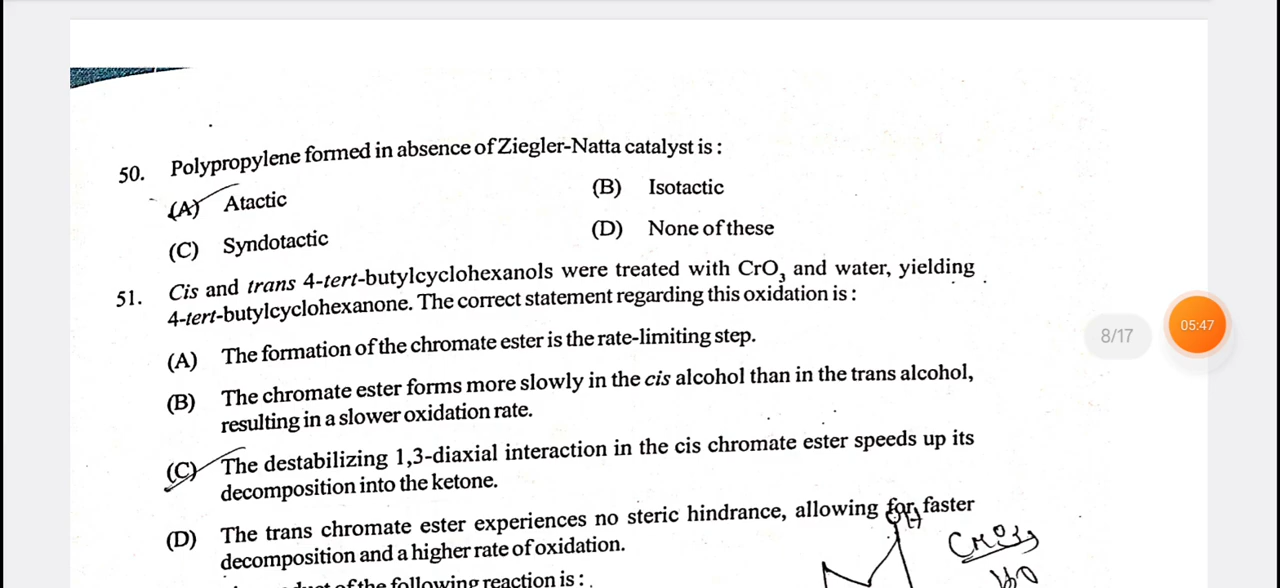 50. Polypropylene formed in absence of Ziegler-Natta catalyst is :
(A) Atactic (B) Isotactic
(C) Syndotactic (D) None of these
51. Cis and trans 4-tert-butylcyclohexanols were treated with CrO₃ and water, yielding
4-tert-butylcyclohexanone. The correct statement regarding this oxidation is :
(A) The formation of the chromate ester is the rate-limiting step.
8/17
05:47
(B) The chromate ester forms more slowly in the cis alcohol than in the trans alcohol,
resulting in a slower oxidation rate.
(C) The destabilizing 1,3-diaxial interaction in the cis chromate ester speeds up its
decomposition into the ketone.
(D) The trans chromate ester experiences no steric hindrance, allowing for faster
decomposition and a higher rate of oxidation.
of the following reaction is :